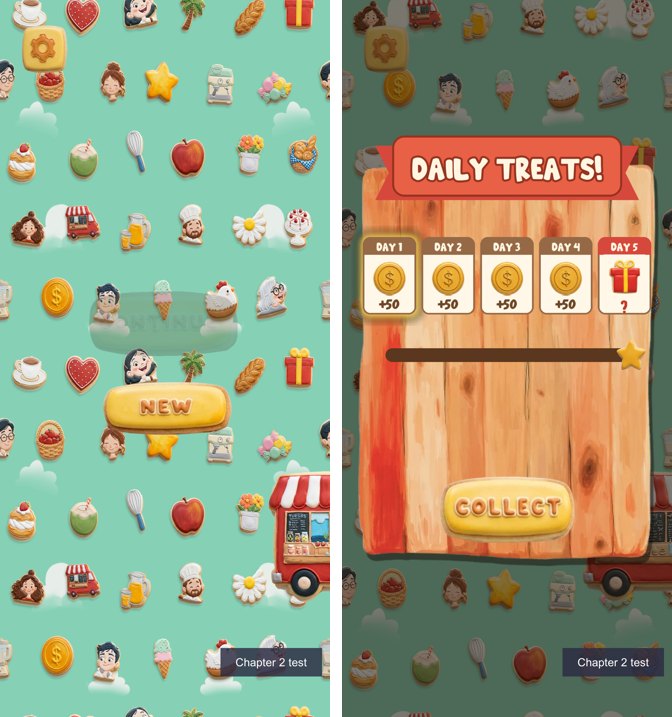 NEW
Chapter 2 test
DAILY TREATS!
DAY 1
DAY 2
DAY 3
DAY 4
DAY 5
+50
+50
+50
+50
?
COLLECT
Chapter 2 test